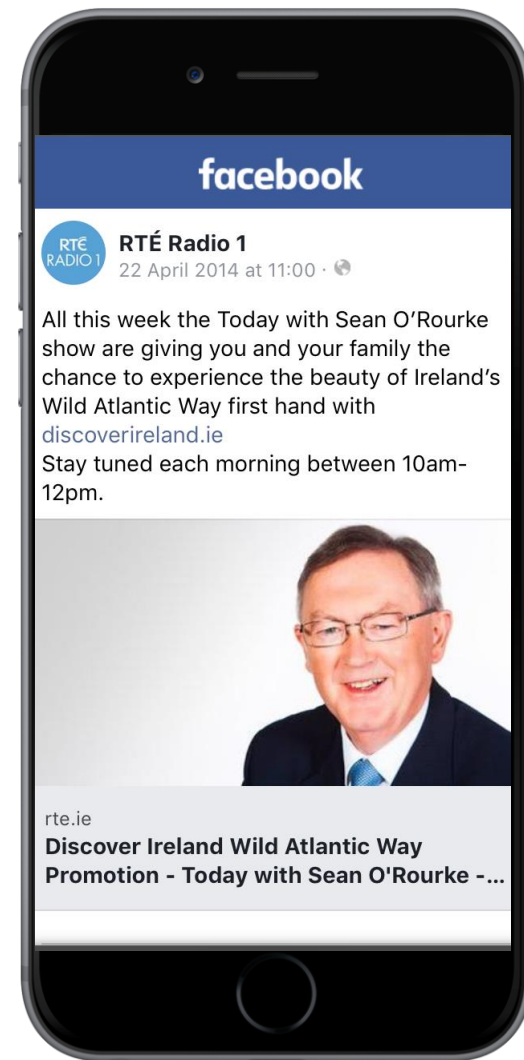 facebook
RTÉ
RADIO 1
RTÉ Radio 1
22 April 2014 at 11:00 ·
All this week the Today with Sean O’Rourke
show are giving you and your family the
chance to experience the beauty of Ireland’s
Wild Atlantic Way first hand with
discoverireland.ie
Stay tuned each morning between 10am-
12pm.
rte.ie
Discover Ireland Wild Atlantic Way
Promotion - Today with Sean O'Rourke -...